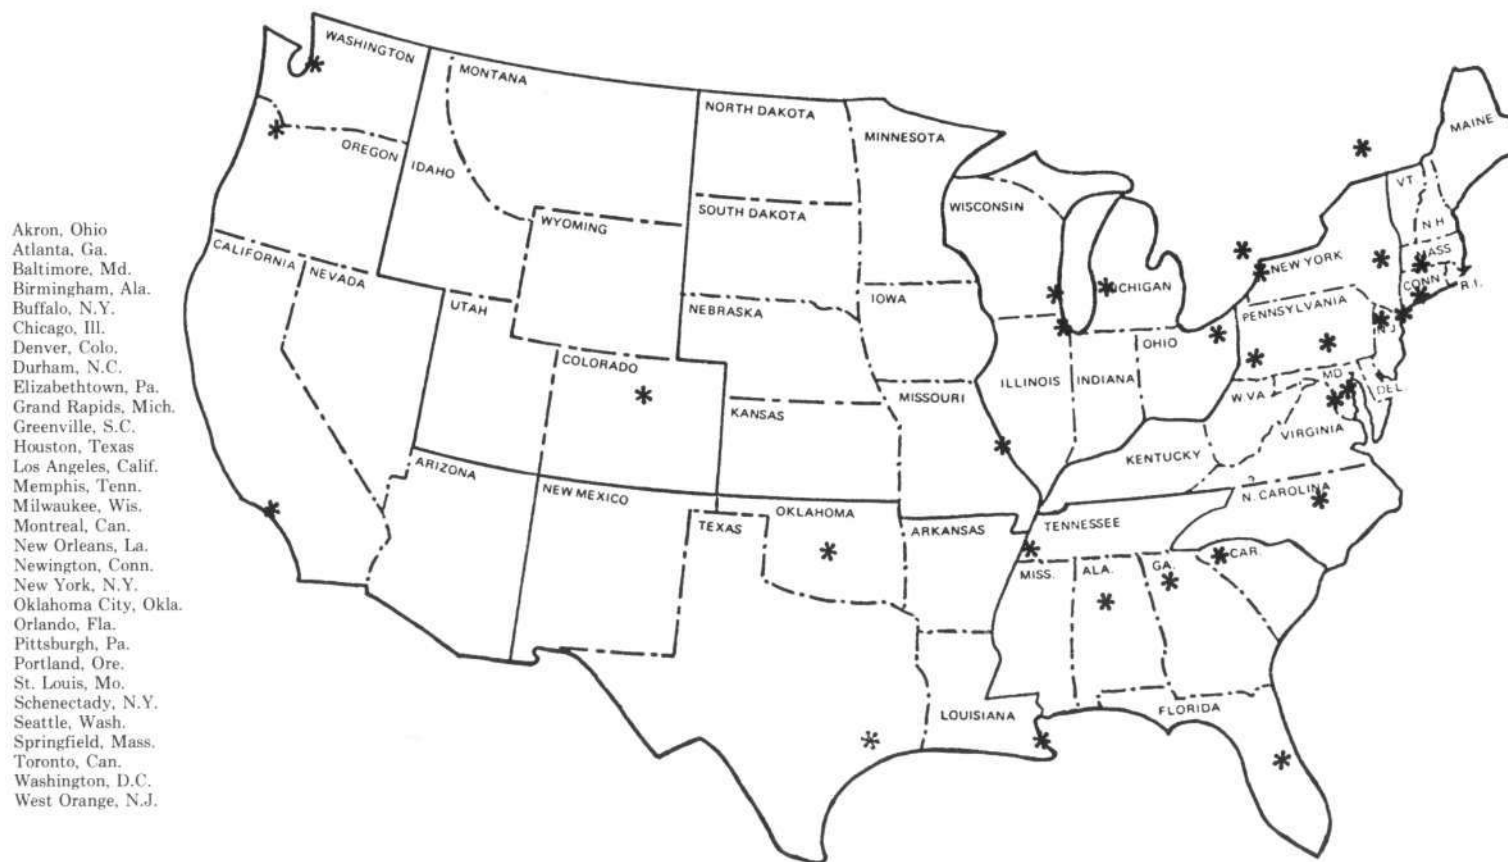 Akron, Ohio
Atlanta, Ga.
Baltimore, Md.
Birmingham, Ala.
Buffalo, N.Y.
Chicago, Ill.
Denver, Colo.
Durham, N.C.
Elizabethtown, Pa.
Grand Rapids, Mich.
Greenville, S.C.
Houston, Texas
Los Angeles, Calif.
Memphis, Tenn.
Milwaukee, Wis.
Montreal, Can.
New Orleans, La.
Newington, Conn.
New York, N.Y.
Oklahoma City, Okla.
Orlando, Fla.
Pittsburgh, Pa.
Portland, Ore.
St. Louis, Mo.
Schenectady, N.Y.
Seattle, Wash.
Springfield, Mass.
Toronto, Can.
Washington, D.C.
West Orange, N.J.
WASHINGTON
MONTANA
NORTH DAKOTA
MINNESOTA
MAINE
OREGON
IDAHO
VT.
WISCONSIN
SOUTH DAKOTA
WYOMING
N H
MASS
CALIFORNIA
NEVADA
NEW YORK
CONN
R.I.
UTAH
NEBRASKA
IOWA
MICHIGAN
PENNSYLVANIA
N J
OHIO
COLORADO
ILLINOIS
INDIANA
MD
DEL.
W.VA
MISSOURI
KANSAS
VIRGINIA
KENTUCKY
ARIZONA
NEW MEXICO
N. CAROLINA
TEXAS
OKLAHOMA
ARKANSAS
TENNESSEE
CAR.
MISS.
ALA.
GA.
LOUISIANA
FLORIDA